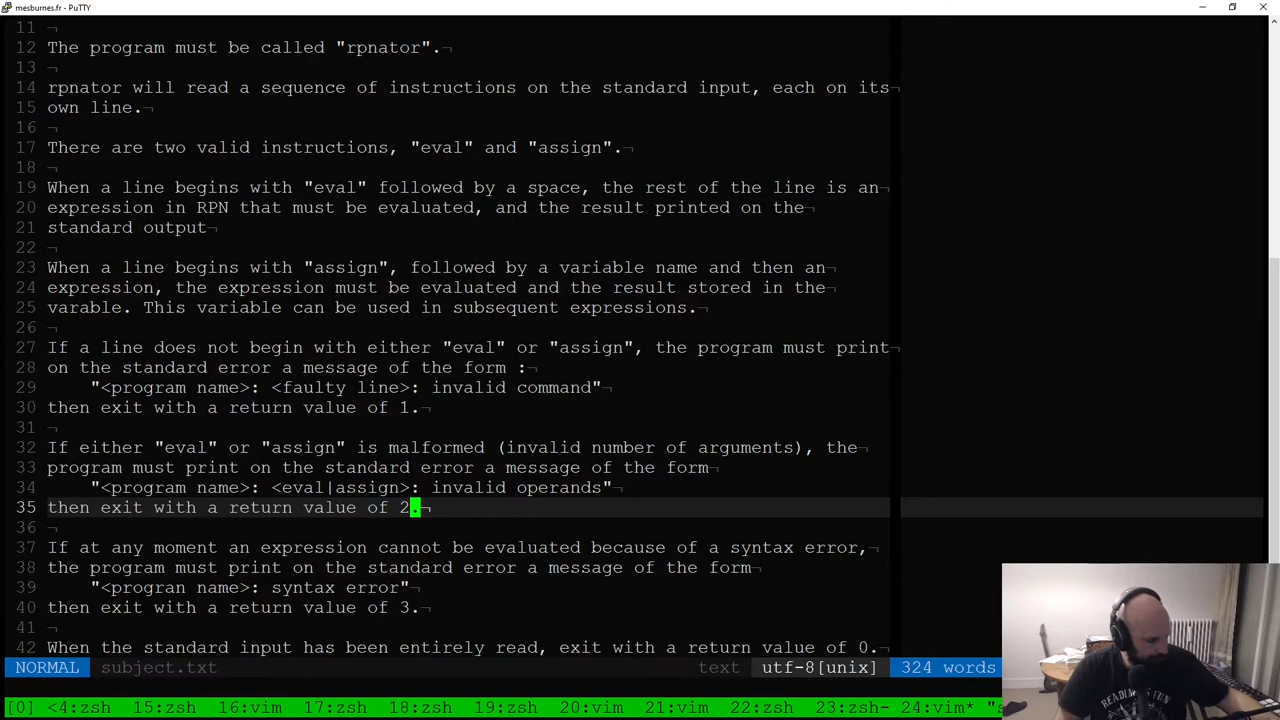 mesburnes.fr - PuTTY
11 ¬
12 The program must be called "rpnator".¬
13 ¬
14 rpnator will read a sequence of instructions on the standard input, each on its¬
15 own line.¬
16 ¬
17 There are two valid instructions, "eval" and "assign".¬
18 ¬
19 When a line begins with "eval" followed by a space, the rest of the line is an¬
20 expression in RPN that must be evaluated, and the result printed on the¬
21 standard output¬
22 ¬
23 When a line begins with "assign", followed by a variable name and then an¬
24 expression, the expression must be evaluated and the result stored in the¬
25 varable. This variable can be used in subsequent expressions.¬
26 ¬
27 If a line does not begin with either "eval" or "assign", the program must print¬
28 on the standard error a message of the form :¬
29 "<program name>: <faulty line>: invalid command"¬
30 then exit with a return value of 1.¬
31 ¬
32 If either "eval" or "assign" is malformed (invalid number of arguments), the¬
33 program must print on the standard error a message of the form¬
34 "<program name>: <eval|assign>: invalid operands"¬
35 then exit with a return value of 2.¬
36 ¬
37 If at any moment an expression cannot be evaluated because of a syntax error,¬
38 the program must print on the standard error a message of the form¬
39 "<progran name>: syntax error"¬
40 then exit with a return value of 3.¬
41 ¬
42 When the standard input has been entirely read, exit with a return value of 0.¬
NORMAL subject.txt text utf-8[unix] 324 words
[0] <4:zsh 15:zsh 16:vim 17:zsh 18:zsh 19:zsh 20:vim 21:vim 22:zsh 23:zsh- 24:vim* "s